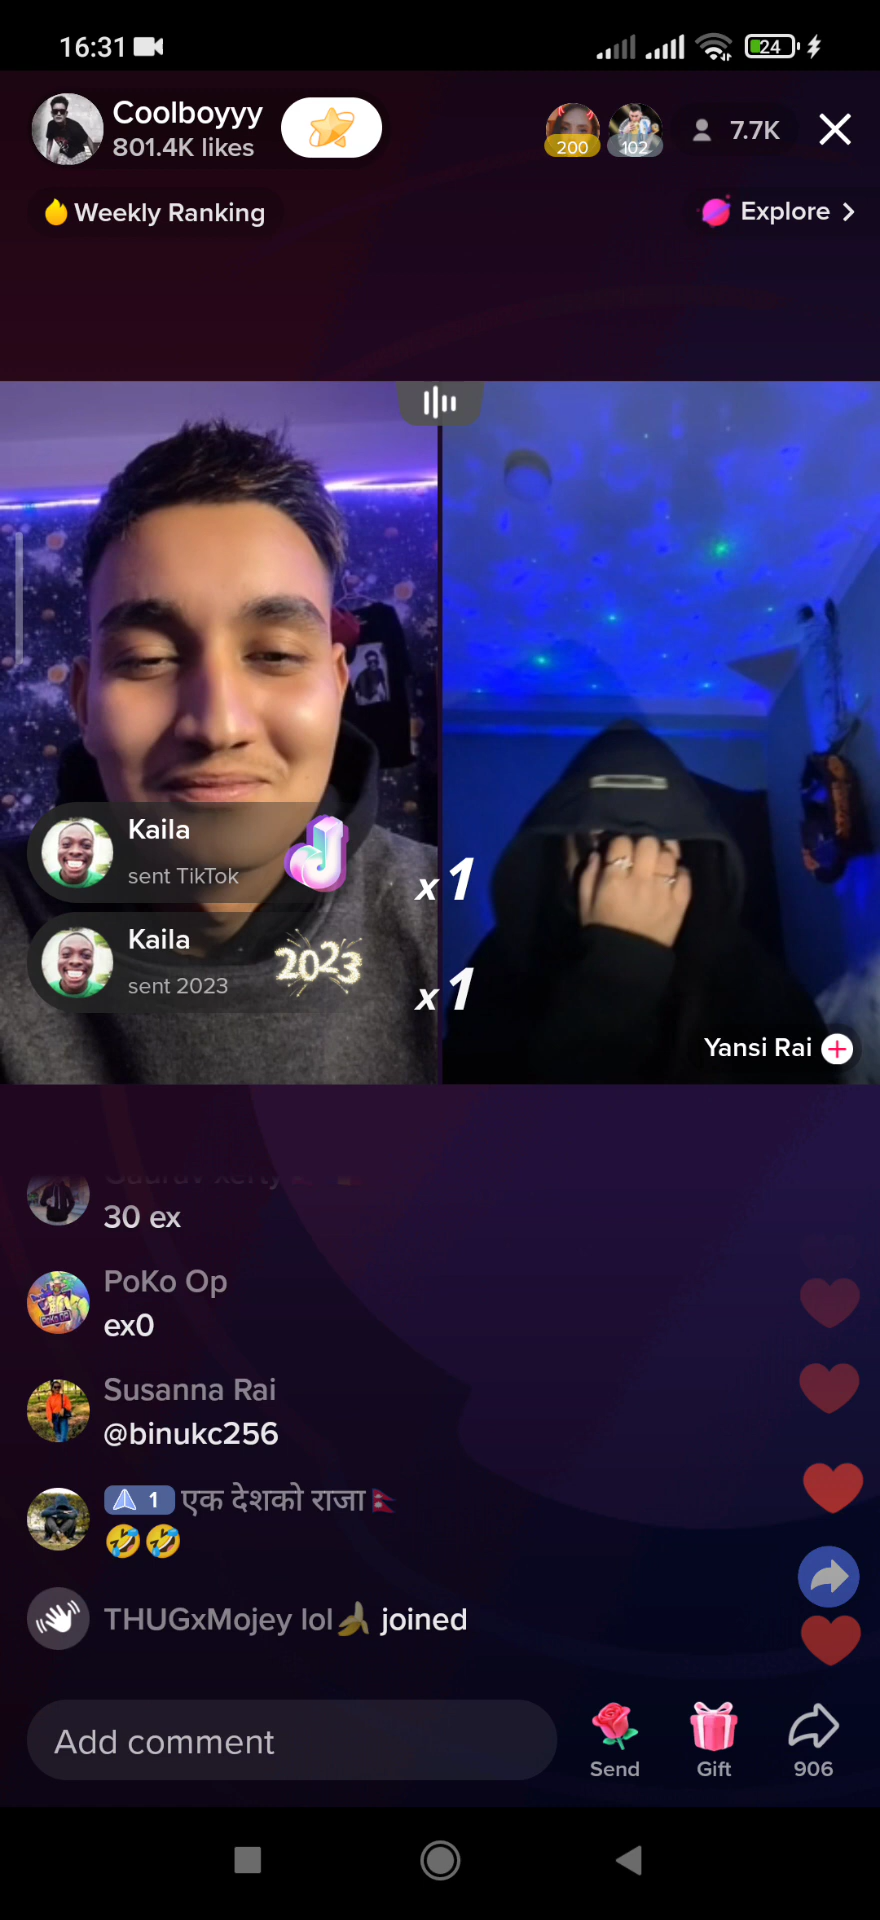 16:31
24
Coolboyyy
801.4K likes
200
102
7.7K
Weekly Ranking
Explore
Kaila
sent TikTok
x1
Kaila
sent 2023
2023
x1
Yansi Rai
30 ex
PoKo Op
ex0
Susanna Rai
@binukc256
1 एक देशको राजा🇳🇵
🤣🤣
THUGxMojey lol🍌 joined
Add comment
Send
Gift
906